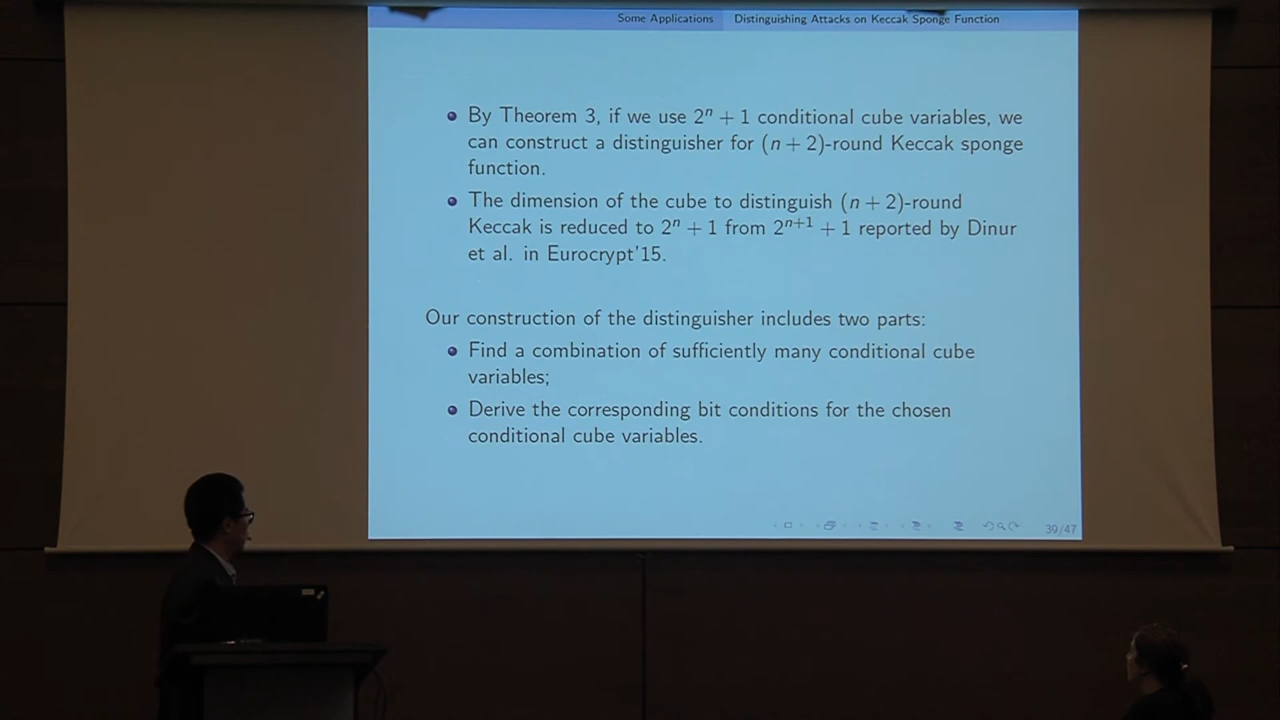 Some Applications Distinguishing Attacks on Keccak Sponge Function
By Theorem 3, if we use 2ⁿ + 1 conditional cube variables, we
can construct a distinguisher for (n + 2)-round Keccak sponge
function.
The dimension of the cube to distinguish (n + 2)-round
Keccak is reduced to 2ⁿ + 1 from 2ⁿ⁺¹ + 1 reported by Dinur
et al. in Eurocrypt'15.
Our construction of the distinguisher includes two parts:
Find a combination of sufficiently many conditional cube
variables;
Derive the corresponding bit conditions for the chosen
conditional cube variables.
39/47